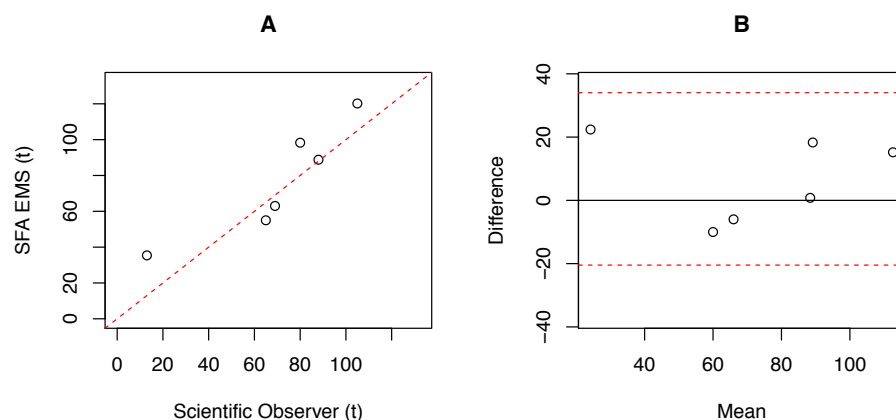 A
SFA EMS (t)
0 20 60 100
0 20 40 60 80 100
Scientific Observer (t)
B
Difference
−40 −20 0 20 40
40 60 80 100
Mean